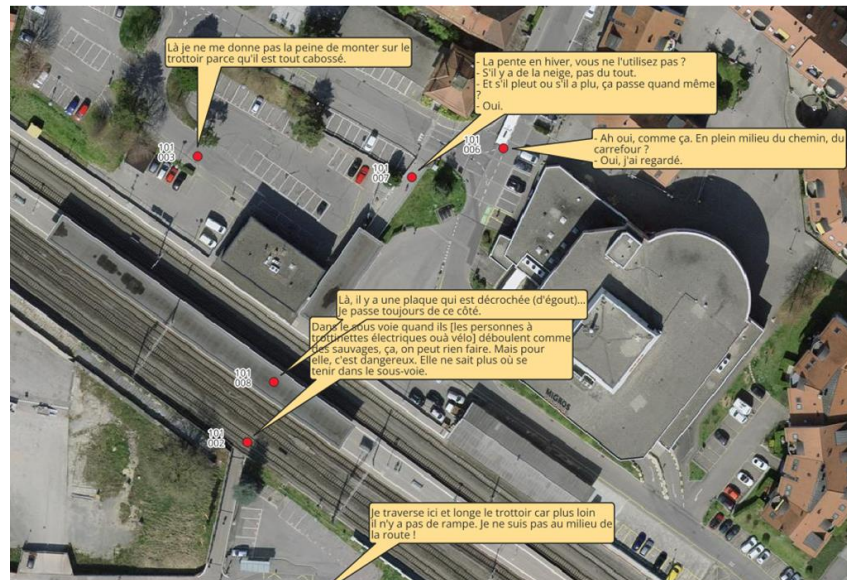 Là je ne me donne pas la peine de monter sur le
trottoir parce qu'il est tout cabossé.
- La pente en hiver, vous ne l'utilisez pas ?
- S'il y a de la neige, pas du tout.
- Et s'il pleut ou s'il a plu, ça passe quand même
?
- Oui.
- Ah oui, comme ça. En plein milieu du chemin, du
carrefour ?
- Oui, j'ai regardé.
101
003
101
007
101
006
Là, il y a une plaque qui est décrochée (d'égout)...
Je passe toujours de ce côté.
Dans le sous voie quand ils [les personnes à
trottinettes électriques ouà vélo] déboulent comme
des sauvages, ça, on peut rien faire. Mais pour
elle, c'est dangereux. Elle ne sait plus où se
tenir dans le sous-voie.
101
008
101
002
MIGROS
Je traverse ici et longe le trottoir car plus loin
il n'y a pas de rampe. Je ne suis pas au milieu de
la route !